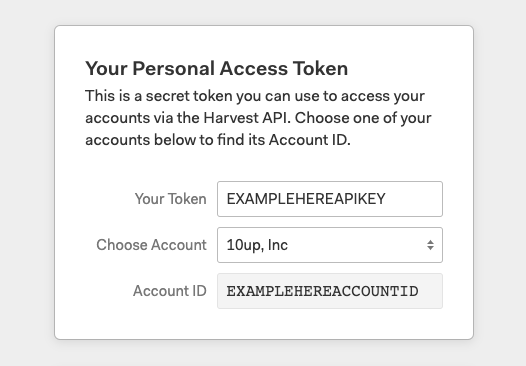 Your Personal Access Token
This is a secret token you can use to access your
accounts via the Harvest API. Choose one of your
accounts below to find its Account ID.
Your Token EXAMPLEHEREAPIKEY
Choose Account 10up, Inc
Account ID EXAMPLEHEREACCOUNTID